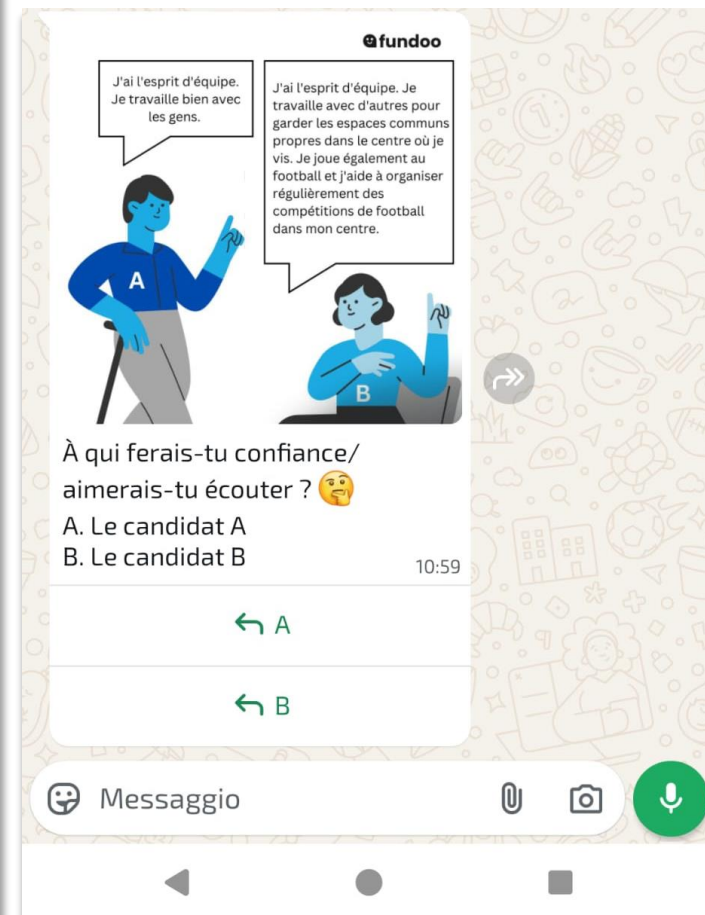 fundoo
J'ai l'esprit d'équipe.
Je travaille bien avec
les gens.
J'ai l'esprit d'équipe. Je
travaille avec d'autres pour
garder les espaces communs
propres dans le centre où je
vis. Je joue également au
football et j'aide à organiser
régulièrement des
compétitions de football
dans mon centre.
A
B
À qui ferais-tu confiance/
aimerais-tu écouter ? 🤔
A. Le candidat A
B. Le candidat B
10:59
A
B
Messaggio